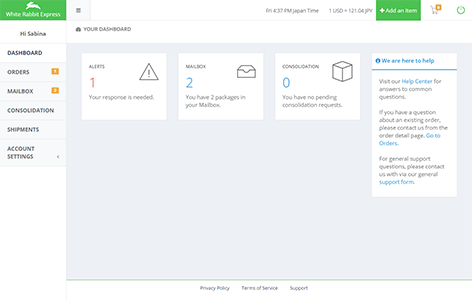 White Rabbit Express
Fri 4:37 PM Japan Time
1 USD = 121.04 JPY
+ Add an item
Hi Sabina
YOUR DASHBOARD
DASHBOARD
ORDERS
MAILBOX
CONSOLIDATION
SHIPMENTS
ACCOUNT
SETTINGS
ALERTS
1
Your response is needed.
MAILBOX
2
You have 2 packages in
your Mailbox.
CONSOLIDATION
0
You have no pending
consolidation requests.
We are here to help
Visit our Help Center for
answers to common
questions.
If you have a question
about an existing order,
please contact us from the
order detail page. Go to
Orders.
For general support
questions, please contact
us with via our general
support form.
Privacy Policy
Terms of Service
Support